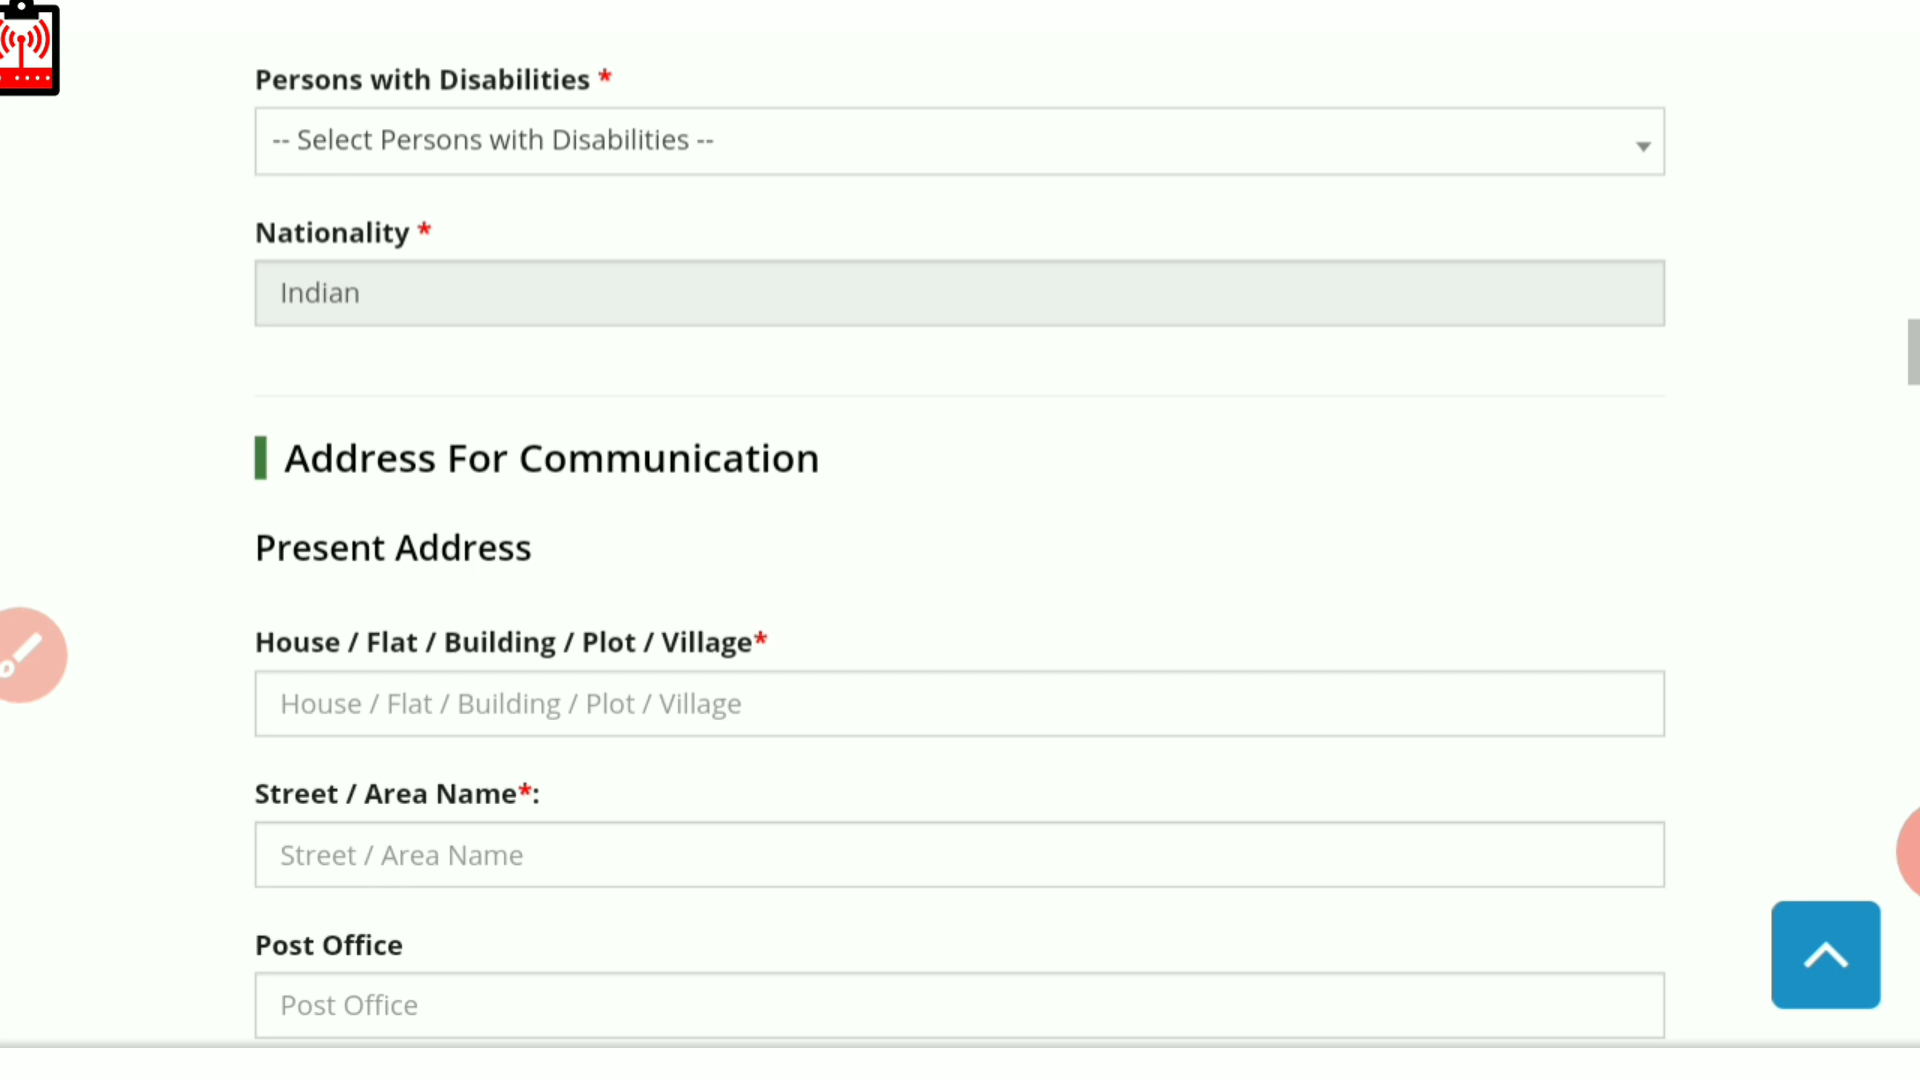 Persons with Disabilities *
-- Select Persons with Disabilities --
Nationality *
Indian
Address For Communication
Present Address
House / Flat / Building / Plot / Village*
House / Flat / Building / Plot / Village
Street / Area Name*:
Street / Area Name
Post Office
Post Office